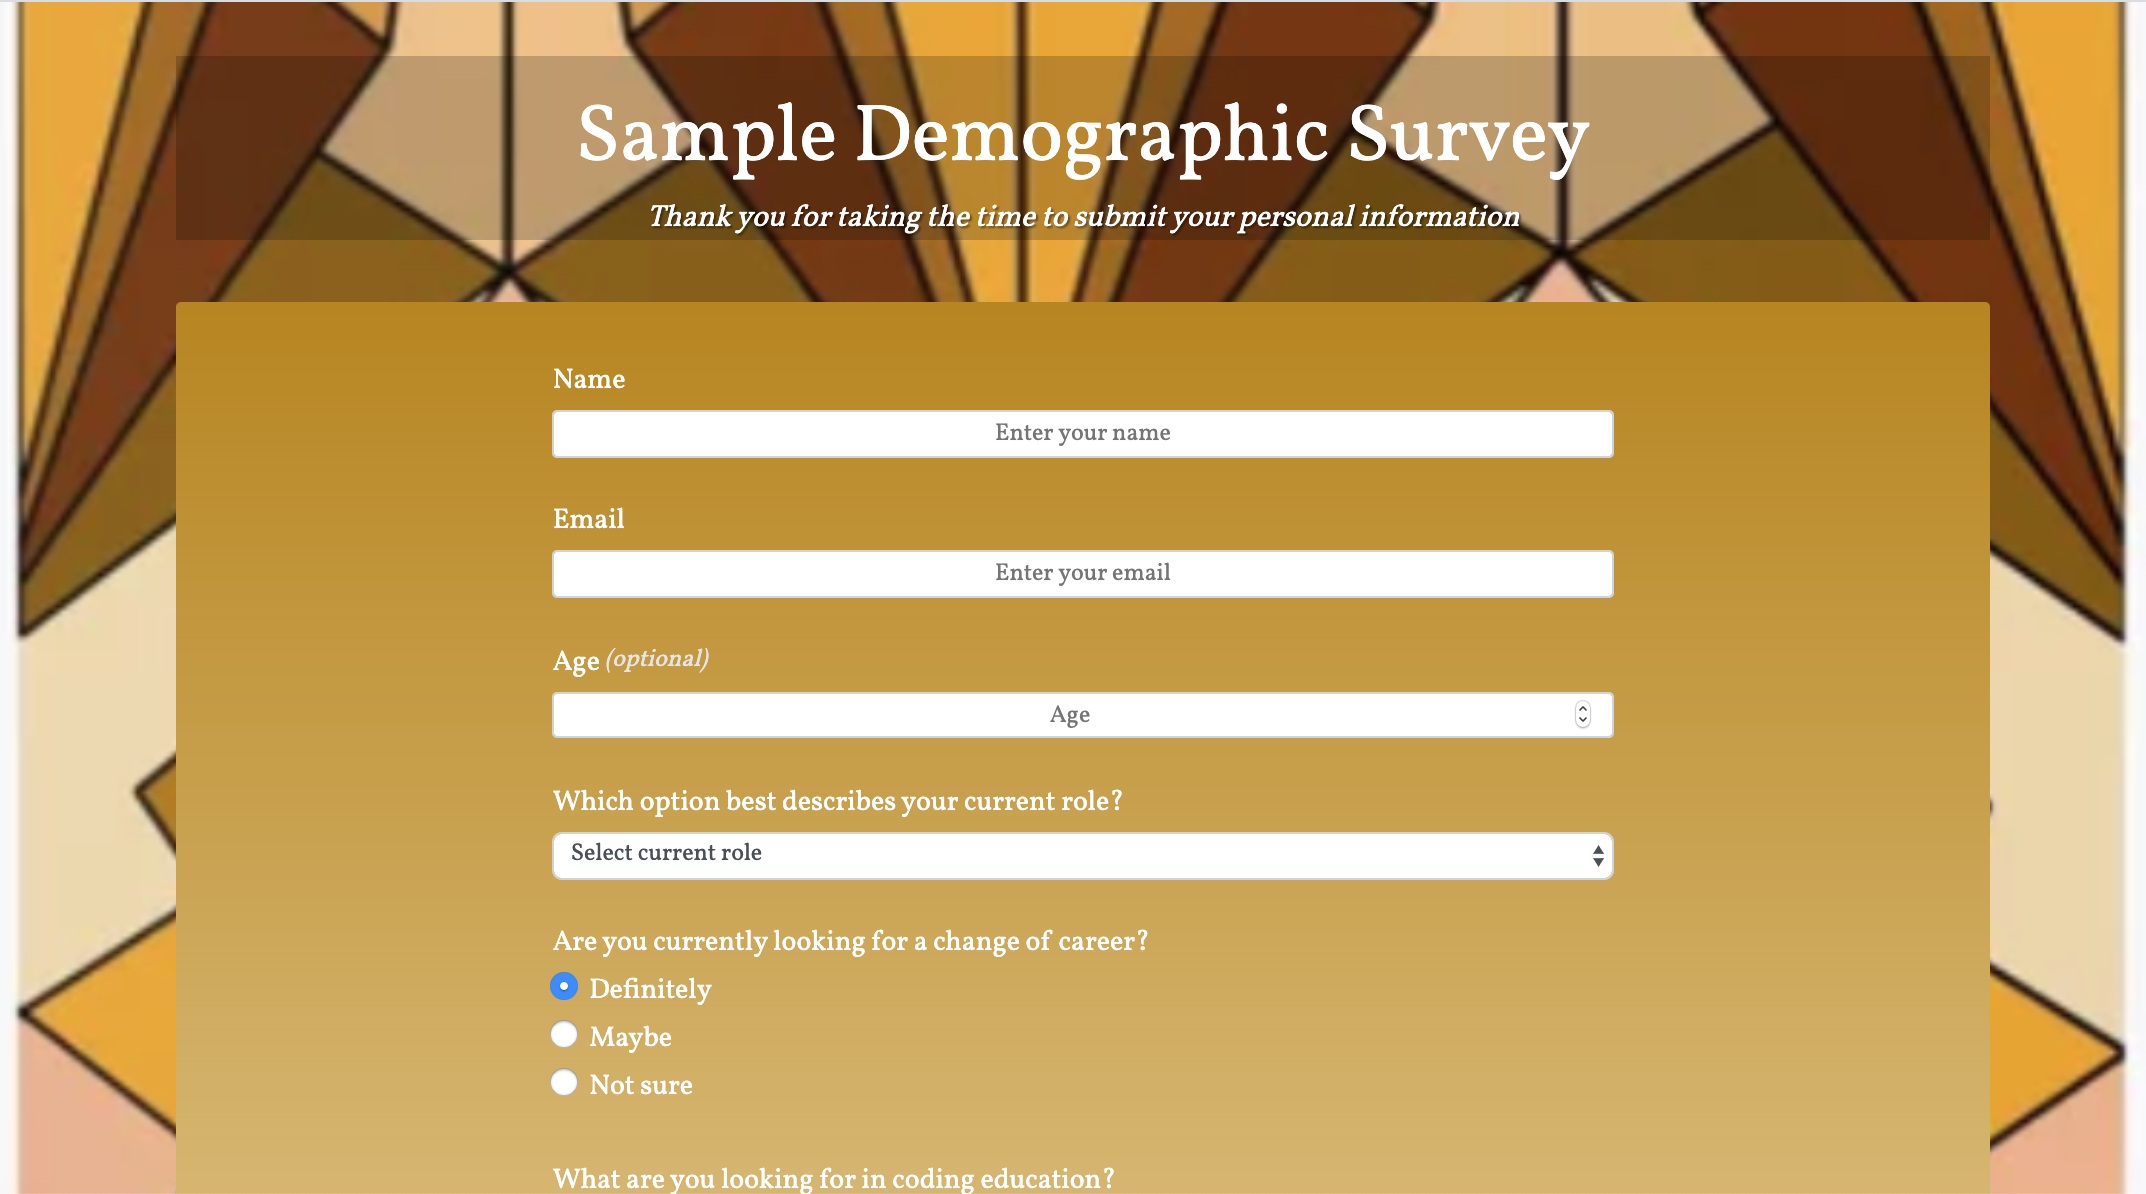 Sample Demographic Survey
Thank you for taking the time to submit your personal information
Name
Enter your name
Email
Enter your email
Age (optional)
Age
Which option best describes your current role?
Select current role
Are you currently looking for a change of career?
Definitely
Maybe
Not sure
What are you looking for in coding education?